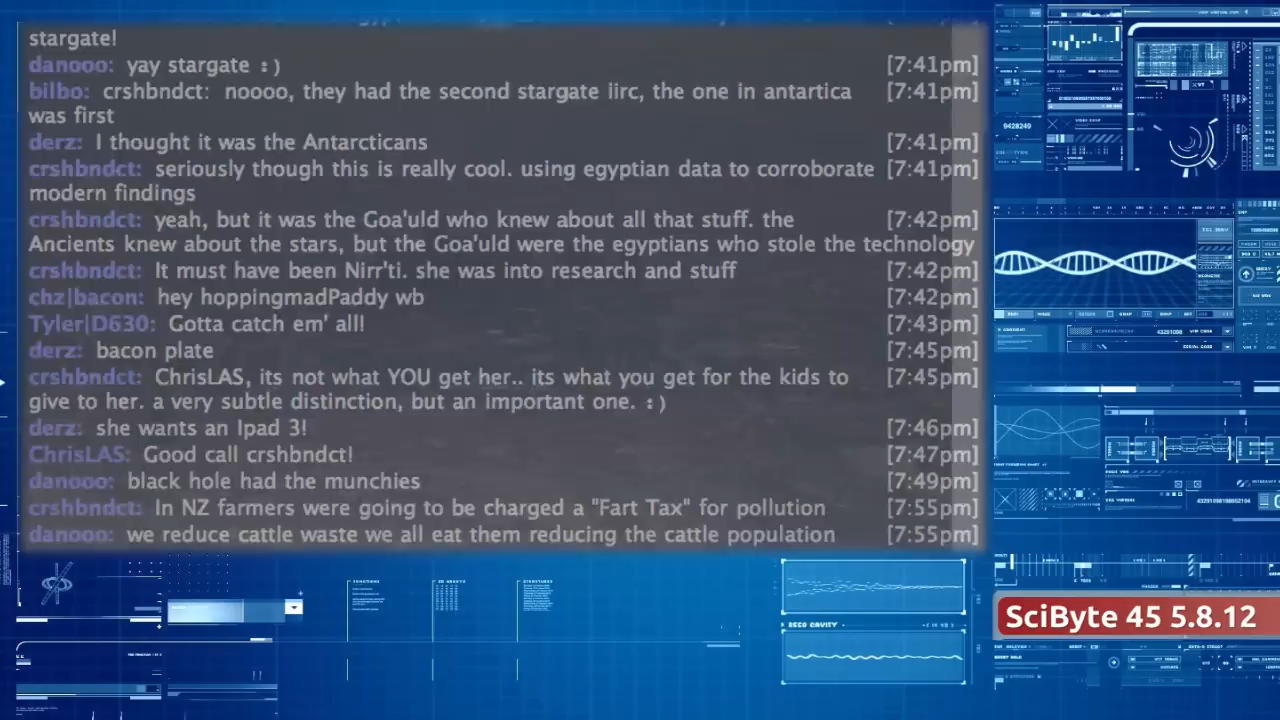 stargate!
danooo: yay stargate :) [7:41pm]
bilbo: crshbndct: noooo, that was the second stargate iirc, the one in antartica [7:41pm]
was first
derz: I thought it was the Atlantacans [7:41pm]
crshbndct: seriously though, its really cool. using egyptian data to corroborate [7:41pm]
modern findings
crshbndct: yeah, but it was the Goa'uld who knew about all that stuff. the [7:42pm]
Ancients knew about the stars, but the Goa'uld were the egyptians who stole the technol
crshbndct: It must have been Nirr'ti. she was into research and stuff [7:42pm]
chz|bacon: hey hoppingmadPaddy wb [7:42pm]
Tyler|D630: Gotta catch en' all! [7:43pm]
derz: bacon plate [7:45pm]
crshbndct: ChrisLAS, its not what YOU get her.. its what you get for the kids to [7:45pm]
give to her. a very subtle distinction, but an important one. :)
derz: she wants an Ipad 3! [7:46pm]
ChrisLAS: Good call crshbndct! [7:47pm]
danooo: black hole had the munchies [7:49pm]
crshbndct: In NZ farmers were going to be charged a "Fart Tax" for pollution [7:55pm]
danooo: we reduce cattle waste we all eat them reducing the cattle population [7:55pm]
9428249
43291098
DEEP CAVITY
SciByte 45 5.8.12